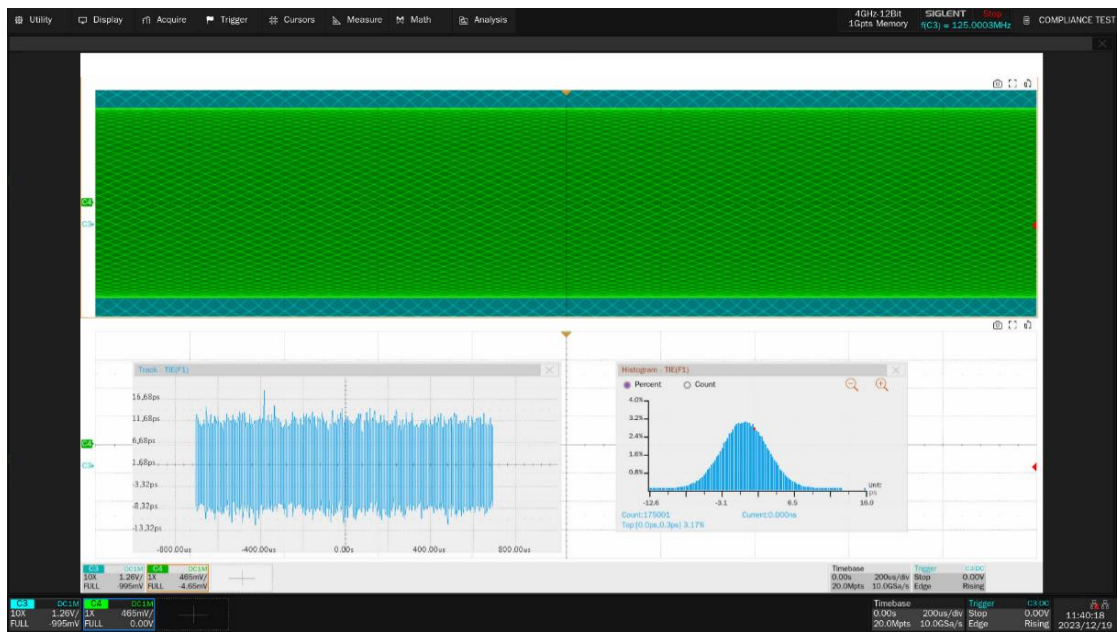 Utility Display Acquire Trigger Cursors Measure Math Analysis
4GHz-12Bit SIGLENT Stop
1Gpts Memory f(C3) = 125.0003MHz COMPLIANCE TEST
C4
C3
Track - TIE(F1)
16,68ps
11,68ps
6,68ps
1,68ps
-3,32ps
-8,32ps
-13,32ps
-800.00us -400.00us 0.00s 400.00us 800.00us
Histogram - TIE(F1)
Percent Count
4.0%
3.2%
2.4%
1.6%
0.8%
Unit:
ps
-12.6 -3.1 6.5 16.0
Count:175001 Current:0.000ns
Top:[0.0ps,0.3ps) 3.17%
C4
C3
C3 DC1M C4 DC1M
10X 1.26V/ 1X 465mV/
FULL -995mV FULL -4.65mV
Timebase Trigger C3 DC
0.00s 200us/div Stop 0.00V
20.0Mpts 10.0GSa/s Edge Rising
C3 DC1M C4 DC1M
10X 1.26V/ 1X 465mV/
FULL -995mV FULL 0.00V
Timebase Trigger C3 DC
0.00s 200us/div Stop 0.00V
20.0Mpts 10.0GSa/s Edge Rising
11:40:18
2023/12/19